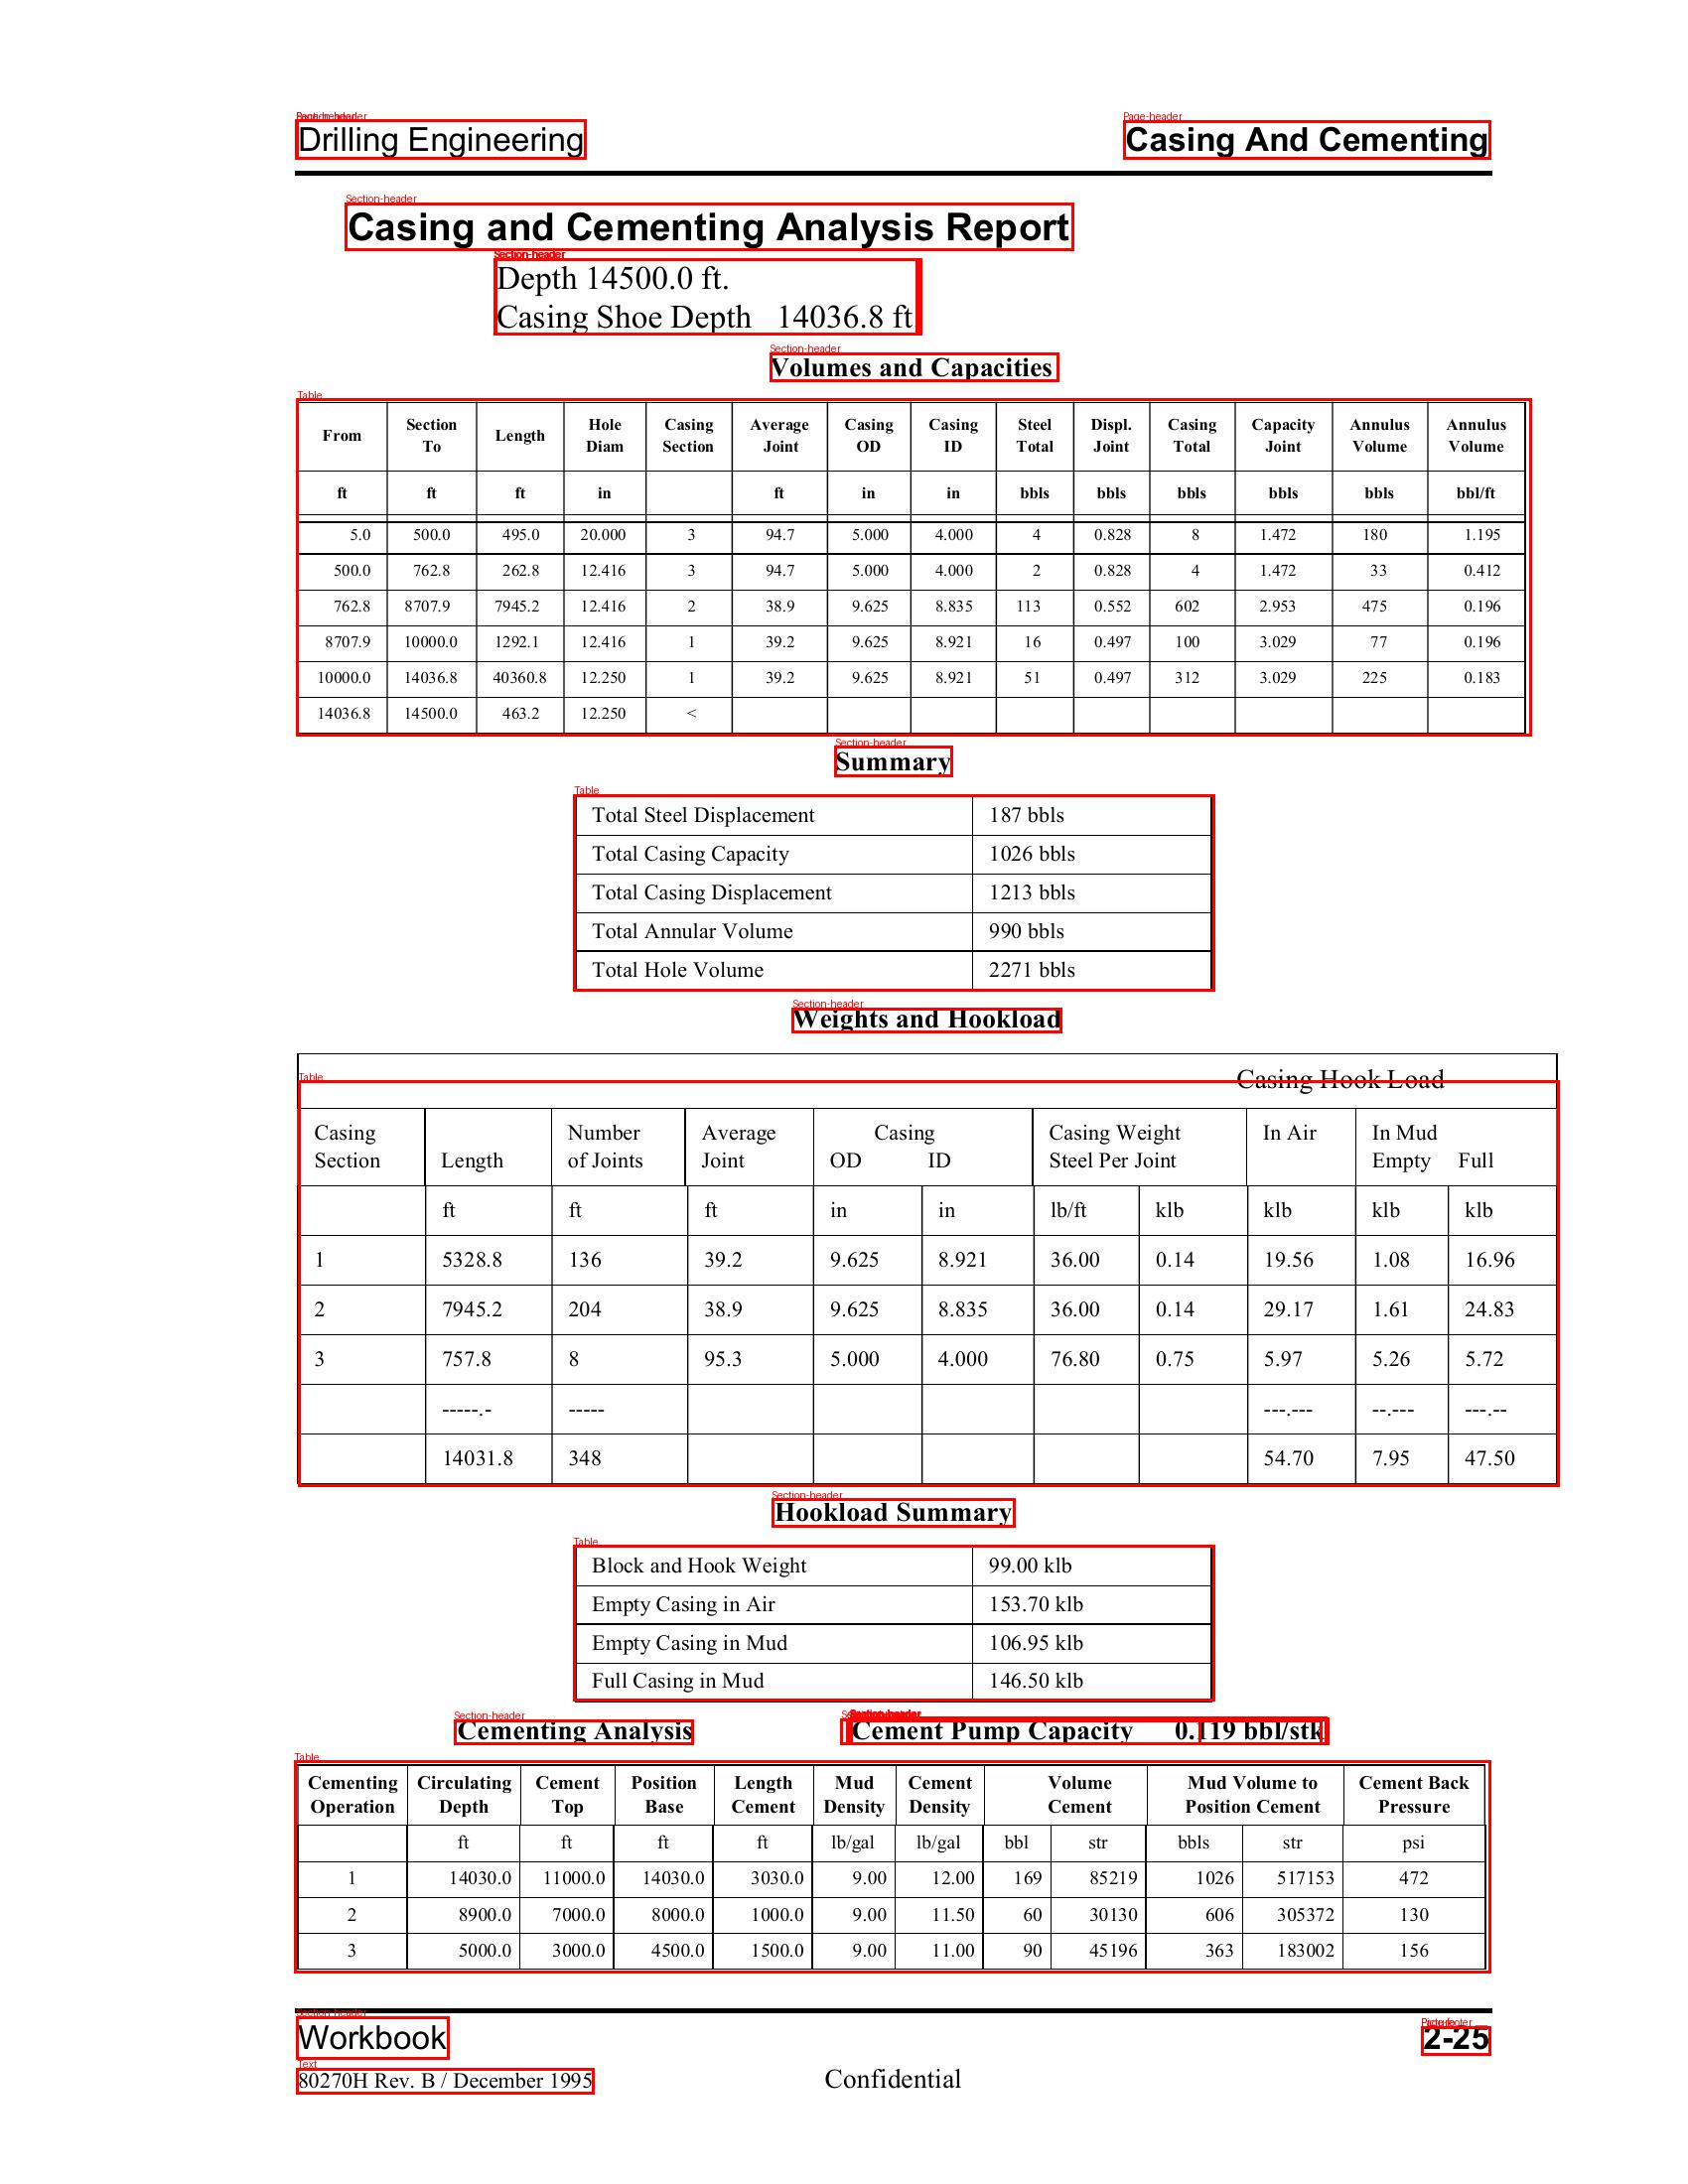 Drilling Engineering Casing And Cementing
Casing and Cementing Analysis Report
Depth 14500.0 ft.
Casing Shoe Depth 14036.8 ft
Volumes and Capacities
From Section To Length Hole Diam Casing Section Average Joint Casing OD Casing ID Steel Total Displ. Joint Casing Total Capacity Joint Annulus Volume Annulus Volume
ft ft ft in ft in in bbls bbls bbls bbls bbls bbl/ft
5.0 500.0 495.0 20.000 3 94.7 5.000 4.000 4 0.828 8 1.472 180 1.195
500.0 762.8 262.8 12.416 3 94.7 5.000 4.000 2 0.828 4 1.472 33 0.412
762.8 8707.9 7945.2 12.416 2 38.9 9.625 8.835 113 0.552 602 2.953 475 0.196
8707.9 10000.0 1292.1 12.416 1 39.2 9.625 8.921 16 0.497 100 3.029 77 0.196
10000.0 14036.8 40360.8 12.250 1 39.2 9.625 8.921 51 0.497 312 3.029 225 0.183
14036.8 14500.0 463.2 12.250 <
Summary
Total Steel Displacement 187 bbls
Total Casing Capacity 1026 bbls
Total Casing Displacement 1213 bbls
Total Annular Volume 990 bbls
Total Hole Volume 2271 bbls
Weights and Hookload
Casing Hook Load
Casing Number Average Casing Casing Weight In Air In Mud
Section Length of Joints Joint OD ID Steel Per Joint Empty Full
ft ft ft in in lb/ft klb klb klb klb
1 5328.8 136 39.2 9.625 8.921 36.00 0.14 19.56 1.08 16.96
2 7945.2 204 38.9 9.625 8.835 36.00 0.14 29.17 1.61 24.83
3 757.8 8 95.3 5.000 4.000 76.80 0.75 5.97 5.26 5.72
-----.- ----- ---.--- --.--- ---.--
14031.8 348 54.70 7.95 47.50
Hookload Summary
Block and Hook Weight 99.00 klb
Empty Casing in Air 153.70 klb
Empty Casing in Mud 106.95 klb
Full Casing in Mud 146.50 klb
Cementing Analysis Cement Pump Capacity 0.119 bbl/stk
Cementing Circulating Cement Position Length Mud Cement Volume Mud Volume to Cement Back
Operation Depth Top Base Cement Density Density Cement Position Cement Pressure
ft ft ft ft lb/gal lb/gal bbl str bbls str psi
1 14030.0 11000.0 14030.0 3030.0 9.00 12.00 169 85219 1026 517153 472
2 8900.0 7000.0 8000.0 1000.0 9.00 11.50 60 30130 606 305372 130
3 5000.0 3000.0 4500.0 1500.0 9.00 11.00 90 45196 363 183002 156
Workbook 2-25
80270H Rev. B / December 1995 Confidential